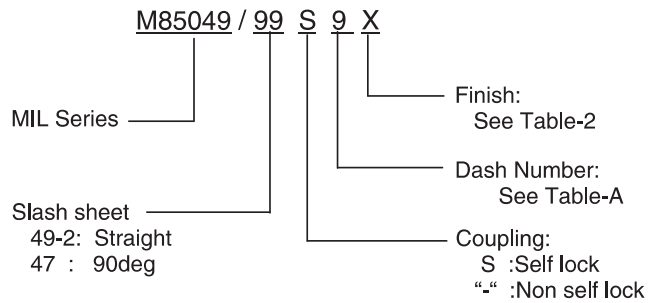 M85049 / 99 S 9 X
Finish:
See Table-2
MIL Series
Dash Number:
See Table-A
Slash sheet
49-2: Straight
47 : 90deg
Coupling:
S :Self lock
“-“ :Non self lock